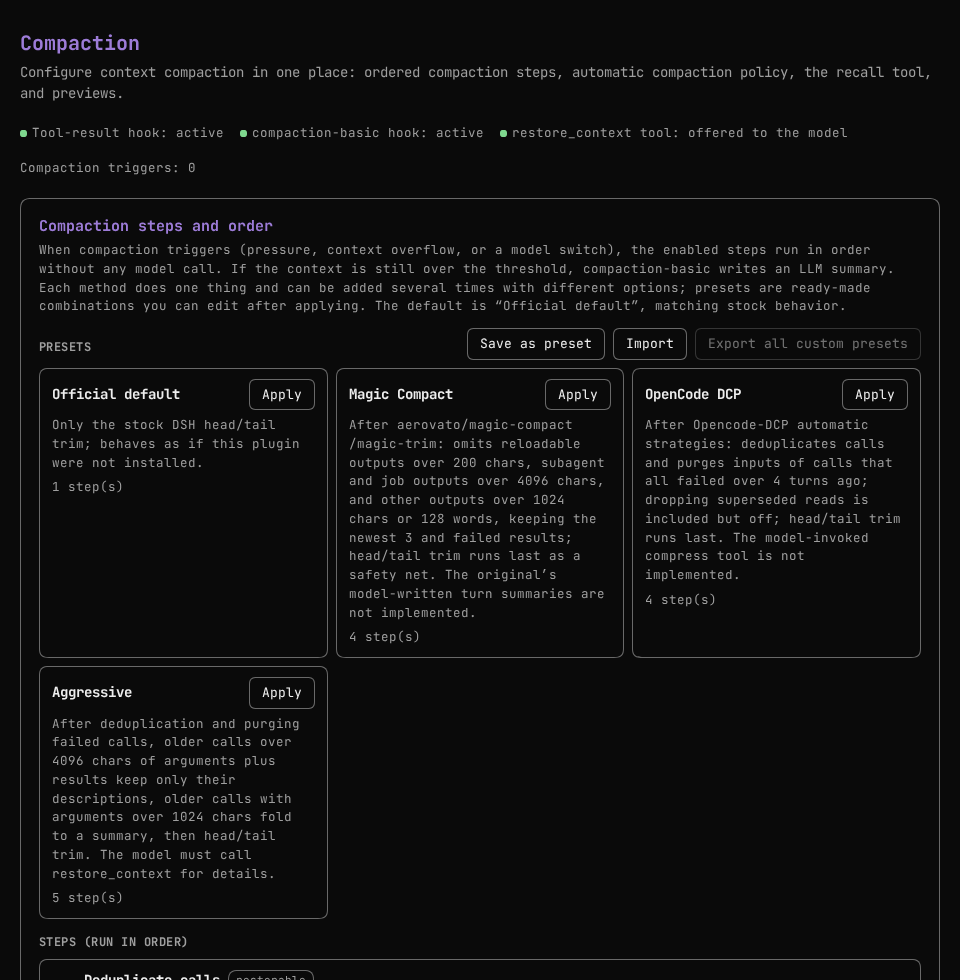 Compaction
Configure context compaction in one place: ordered compaction steps, automatic compaction policy, the recall tool,
and previews.
Tool-result hook: active
compaction-basic hook: active
restore_context tool: offered to the model
Compaction triggers: 0
Compaction steps and order
When compaction triggers (pressure, context overflow, or a model switch), the enabled steps run in order
without any model call. If the context is still over the threshold, compaction-basic writes an LLM summary.
Each method does one thing and can be added several times with different options; presets are ready-made
combinations you can edit after applying. The default is “Official default”, matching stock behavior.
PRESETS
Save as preset
Import
Export all custom presets
Official default
Apply
Only the stock DSH head/tail
trim; behaves as if this plugin
were not installed.
1 step(s)
Magic Compact
Apply
After aerovato/magic-compact
/magic-trim: omits reloadable
outputs over 200 chars, subagent
and job outputs over 4096 chars,
and other outputs over 1024
chars or 128 words, keeping the
newest 3 and failed results;
head/tail trim runs last as a
safety net. The original’s
model-written turn summaries are
not implemented.
4 step(s)
OpenCode DCP
Apply
After Opencode-DCP automatic
strategies: deduplicates calls
and purges inputs of calls that
all failed over 4 turns ago;
dropping superseded reads is
included but off; head/tail trim
runs last. The model-invoked
compress tool is not
implemented.
4 step(s)
Aggressive
Apply
After deduplication and purging
failed calls, older calls over
4096 chars of arguments plus
results keep only their
descriptions, older calls with
arguments over 1024 chars fold
to a summary, then head/tail
trim. The model must call
restore_context for details.
5 step(s)
STEPS (RUN IN ORDER)
Deduplicate calls
restorable